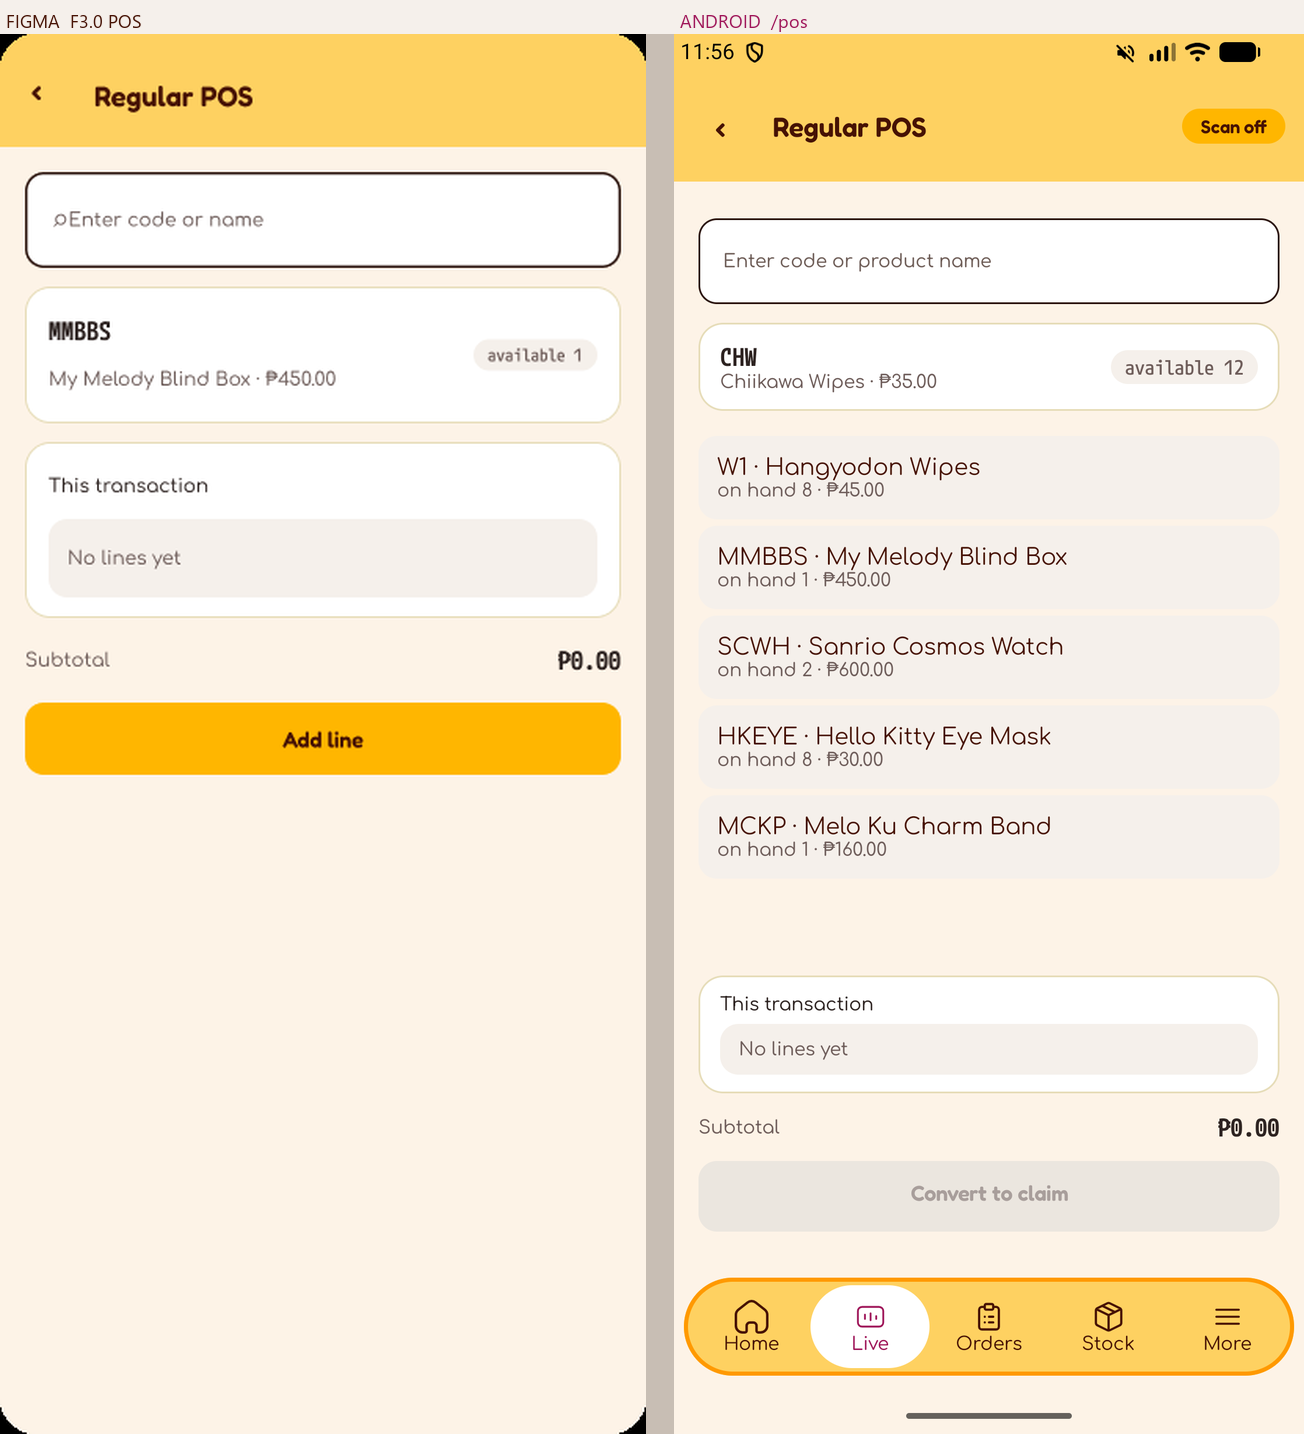 FIGMA F3.0 POS
Regular POS
Enter code or name
MMBBS
My Melody Blind Box · ₱450.00
available 1
This transaction
No lines yet
Subtotal
₱0.00
Add line
ANDROID /pos
11:56
Regular POS
Scan off
Enter code or product name
CHW
Chiikawa Wipes · ₱35.00
available 12
W1 · Hangyodon Wipes
on hand 8 · ₱45.00
MMBBS · My Melody Blind Box
on hand 1 · ₱450.00
SCWH · Sanrio Cosmos Watch
on hand 2 · ₱600.00
HKEYE · Hello Kitty Eye Mask
on hand 8 · ₱30.00
MCKP · Melo Ku Charm Band
on hand 1 · ₱160.00
This transaction
No lines yet
Subtotal
₱0.00
Convert to claim
Home
Live
Orders
Stock
More